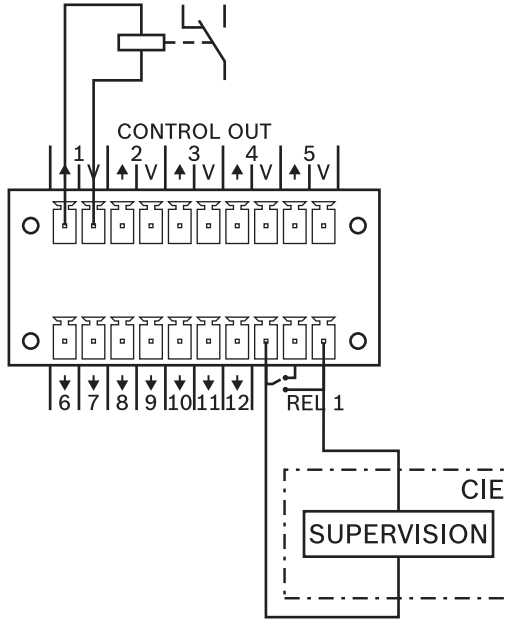 CONTROL OUT
1 2 3 4 5
V V V V V
6 7 8 9 10 11 12 REL 1
CIE
SUPERVISION